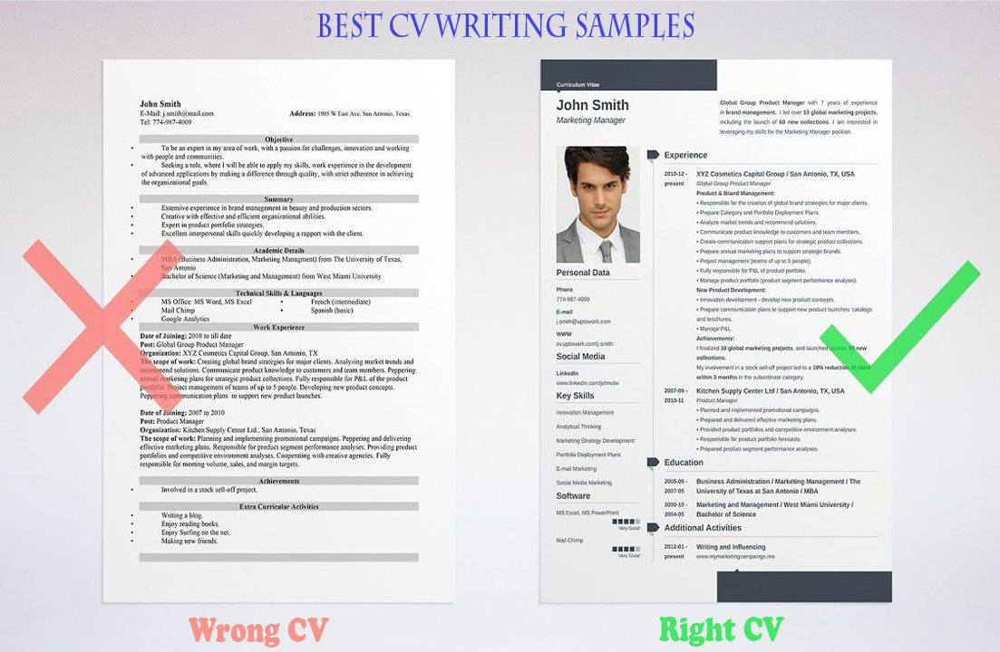 BEST CV WRITING SAMPLES
John Smith
E-Mail: j.smith@mail.com
Address: 1905 W East Ave, San Antonio, Texas
Tel: 774-987-4009
Objective
• To be an expert in my area of work, with a passion for challenges, innovation and working
with people and communities.
• Seeking a role, where I will be able to apply my skills, work experience in the development
of advanced applications by making a difference through quality, with strict adherence in achieving
the organizational goals.
Summary
• Extensive experience in brand management in beauty and production sectors.
• Creative with effective and efficient organizational abilities.
• Expert in product portfolio strategies.
• Excellent interpersonal skills quickly developing a rapport with the client.
Academic Details
• MBA (Business Administration, Marketing Managment) from The University of Texas,
San Antonio
• Bachelor of Science (Marketing and Management) from West Miami University
Technical Skills & Languages
• MS Office: MS Word, MS Excel
• French (intermediate)
• Mail Chimp
• Spanish (basic)
• Google Analytics
Work Experience
Date of Joining: 2010 to till date
Post: Global Group Product Manager
Organization: XYZ Cosmetics Capital Group, San Antonio, TX
The scope of work: Creating global brand strategies for major clients. Analyzing market trends and
recommend solutions. Communicate product knowledge to customers and team members. Peppering
annual marketing plans for strategic product collections. Fully responsible for P&L of the product
portfolio. Project management of teams of up to 5 people. Developing new product concepts.
Peppering communication plans to support new product launches.
Date of Joining: 2007 to 2010
Post: Product Manager
Organization: Kitchen Supply Center Ltd., San Antonio, Texas
The scope of work: Planning and implementing promotional campaigns. Peppering and delivering
effective marketing plans. Responsible for product segment performance analyses. Providing product
portfolios and competitive environment analyses. Cooperating with creative agencies. Fully
responsible for meeting volume, sales, and margin targets.
Achievements
• Involved in a stock sell-off project.
Extra Curricular Activities
• Writing a blog.
• Enjoy reading books.
• Enjoy Surfing on the net.
• Making new friends.
Wrong CV
Curriculum Vitae
John Smith
Marketing Manager
Global Group Product Manager with 7 years of experience
in brand management. I led over 10 global marketing projects,
including the launch of 60 new collections. I am interested in
leveraging my skills for the Marketing Manager position.
Personal Data
Phone
774-987-4009
E-mail
j.smith@uptowork.com
WWW
cv.uptowork.com/j.smith
Social Media
LinkedIn
www.linkedin.com/johnutw
Key Skills
Innovation Management
Analytical Thinking
Marketing Strategy Development
Portfolio Deployment Plans
E-mail Marketing
Social Media Marketing
Software
MS Excel, MS PowerPoint
Very Good
Mail Chimp
Very Good
Experience
2010-12 -
present
XYZ Cosmetics Capital Group / San Antonio, TX, USA
Global Group Product Manager
Product & Brand Management:
• Responsible for the creation of global brand strategies for major clients.
• Prepare Category and Portfolio Deployment Plans.
• Analyze market trends and recommend solutions.
• Communicate product knowledge to customers and team members.
• Create communication support plans for strategic product collections.
• Prepare annual marketing plans to support strategic brands.
• Project management (teams of up to 5 people).
• Fully responsible for P&L of product portfolio.
• Manage product portfolio (product segment performance analysis).
New Product Development:
• Innovation development - develop new product concepts.
• Prepare communication plans to support new product launches: catalogs
and brochures.
• Manage P&L.
Achievements:
I finalized 10 global marketing projects, and launched approx. 60 new
collections.
My involvement in a stock sell-off project led to a 19% reduction of stock
within 3 months in the subordinate category.
2007-09 -
2010-11
Kitchen Supply Center Ltd / San Antonio, TX, USA
Product Manager
• Planned and implemented promotional campaigns.
• Prepared and delivered effective marketing plans.
• Provided product portfolios and competitive environment analyses.
• Responsible for product portfolio forecasts.
• Prepared product segment performance analyses.
Education
2005-09 -
2007-05
Business Administration / Marketing Management / The
University of Texas at San Antonio / MBA
2000-10 -
2004-05
Marketing and Management / West Miami University /
Bachelor of Science
Additional Activities
2012-01 -
present
Writing and Influencing
www.mymarketingcampaings.me
Right CV